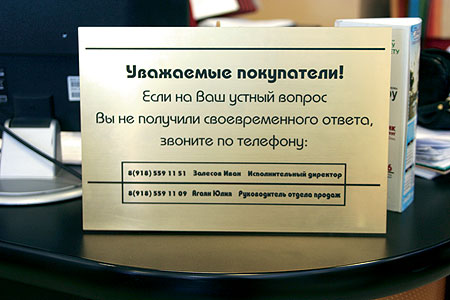 Уважаемые покупатели!
Если на Ваш устный вопрос
Вы не получили своевременного ответа,
звоните по телефону:
8(918) 559 11 51 Залесов Иван Исполнительный директор
8(918) 559 11 09 Ягали Юлия Руководитель отдела продаж